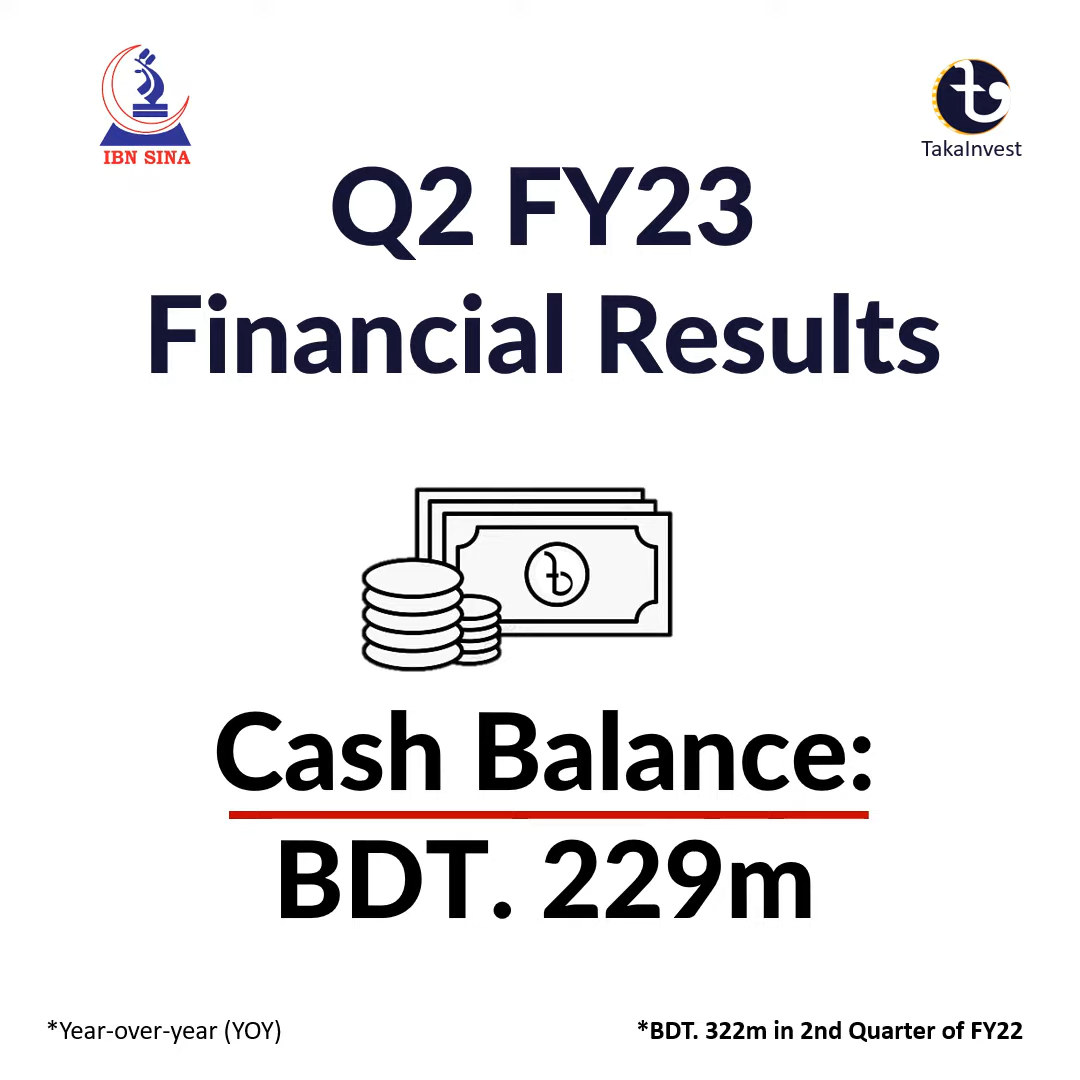 IBN SINA
TakaInvest
Q2 FY23
Financial Results
Cash Balance:
BDT. 229m
*Year-over-year (YOY)
*BDT. 322m in 2nd Quarter of FY22